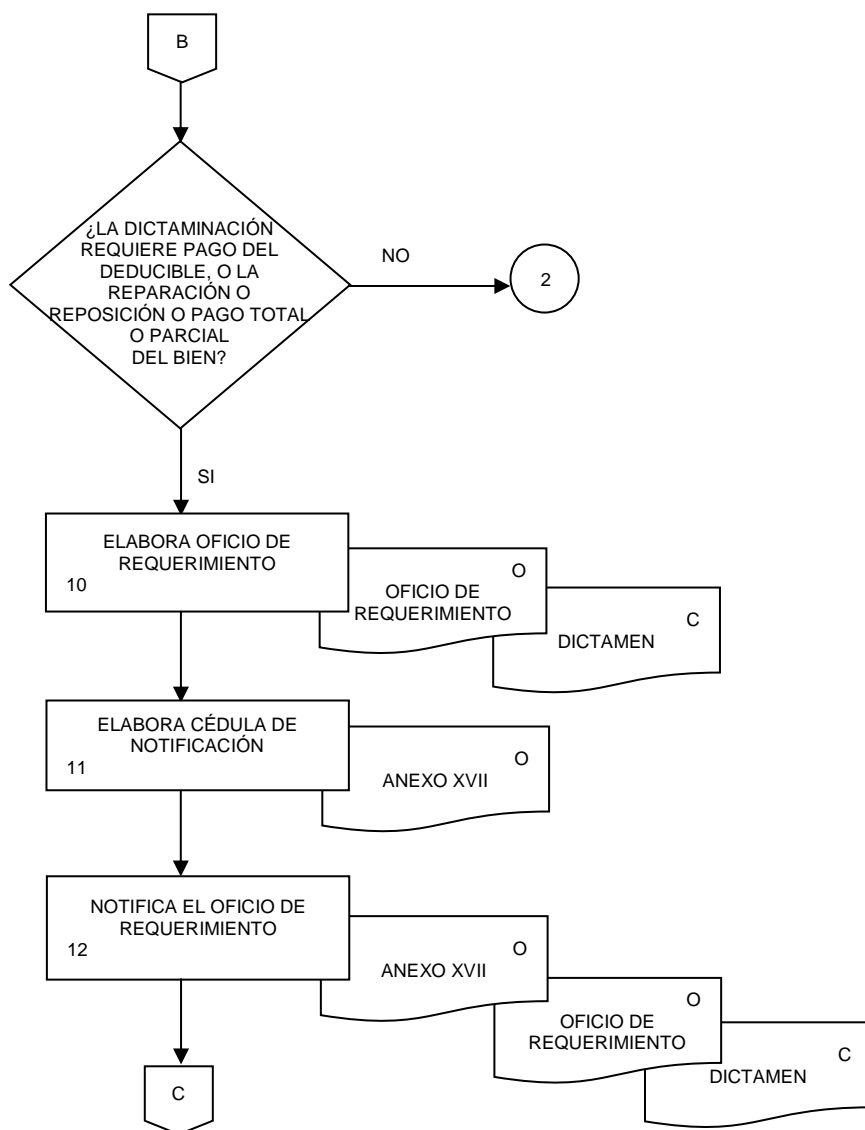 B
¿LA DICTAMINACIÓN
REQUIERE PAGO DEL
DEDUCIBLE, O LA
REPARACIÓN O
REPOSICIÓN O PAGO TOTAL
O PARCIAL
DEL BIEN?
NO
2
SI
ELABORA OFICIO DE
REQUERIMIENTO
10
O
OFICIO DE
REQUERIMIENTO
C
DICTAMEN
ELABORA CÉDULA DE
NOTIFICACIÓN
11
O
ANEXO XVII
NOTIFICA EL OFICIO DE
REQUERIMIENTO
12
O
ANEXO XVII
O
OFICIO DE
REQUERIMIENTO
C
DICTAMEN
C